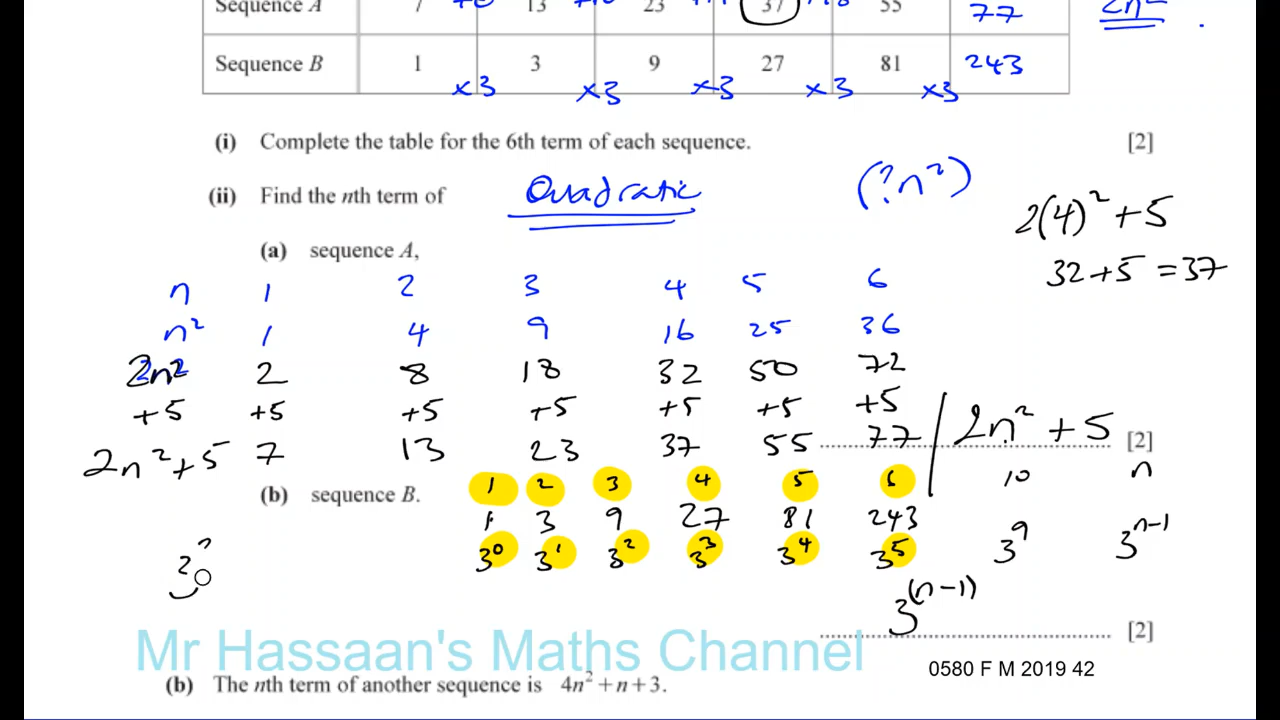 Sequence A 7 13 23 37 55 77 2n²
Sequence B 1 3 9 27 81 243
×3 ×3 ×3 ×3 ×3
(i) Complete the table for the 6th term of each sequence. [2]
(ii) Find the nth term of Quadratic (?n²)
2(4)² + 5
(a) sequence A,
32 + 5 = 37
n 1 2 3 4 5 6
n² 1 4 9 16 25 36
2n² 2 8 18 32 50 72
+5 +5 +5 +5 +5 +5 +5
2n²+5 7 13 23 37 55 77 2n² + 5 [2]
(b) sequence B. 1 2 3 4 5 6 10 n
1 3 9 27 81 243
3⁰ 3¹ 3² 3³ 3⁴ 3⁵ 3⁹ 3ⁿ⁻¹
3^(n-1) [2]
Mr Hassaan's Maths Channel
0580 F M 2019 42
(b) The nth term of another sequence is 4n² + n + 3.